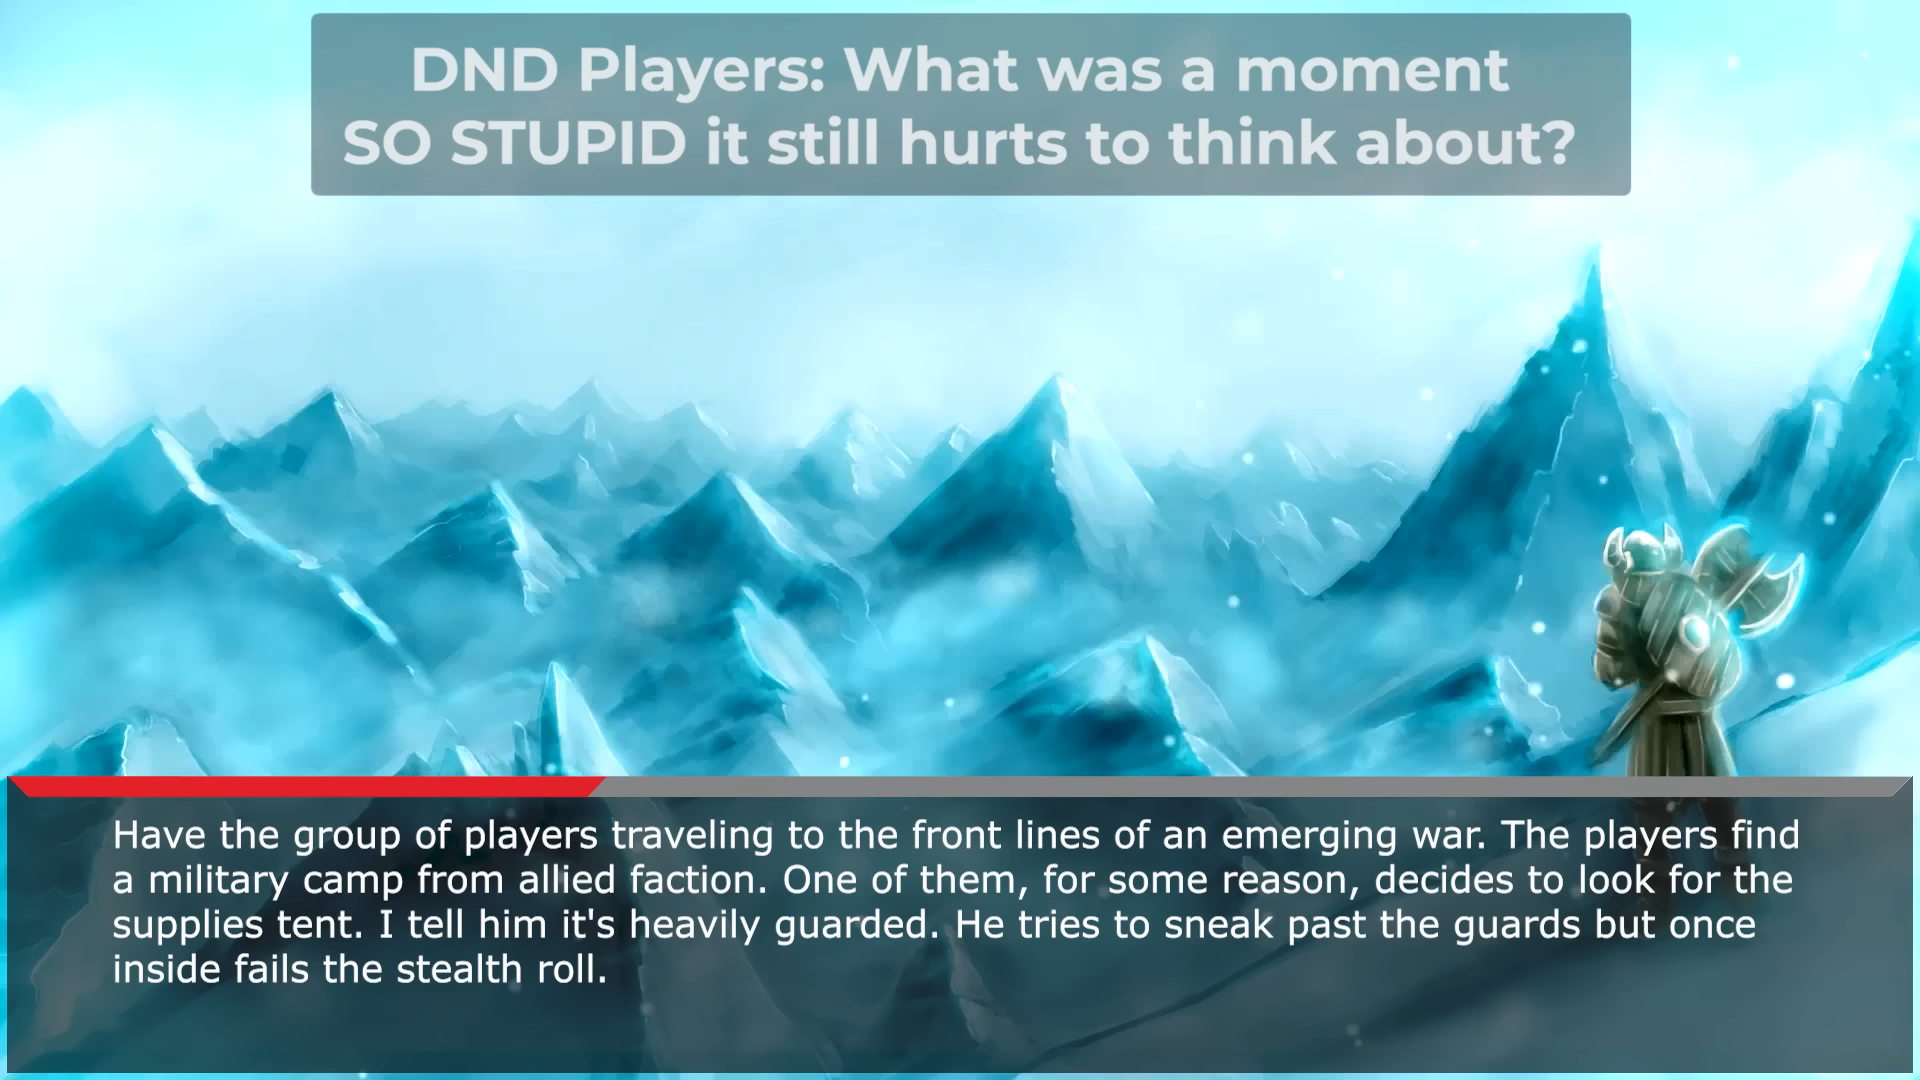 DND Players: What was a moment
SO STUPID it still hurts to think about?
Have the group of players traveling to the front lines of an emerging war. The players find
a military camp from allied faction. One of them, for some reason, decides to look for the
supplies tent. I tell him it's heavily guarded. He tries to sneak past the guards but once
inside fails the stealth roll.